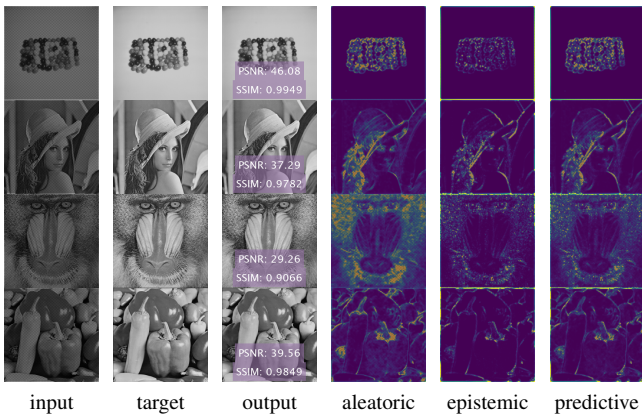 PSNR: 46.08
SSIM: 0.9949
PSNR: 37.29
SSIM: 0.9782
PSNR: 29.26
SSIM: 0.9066
PSNR: 39.56
SSIM: 0.9849
input target output aleatoric epistemic predictive